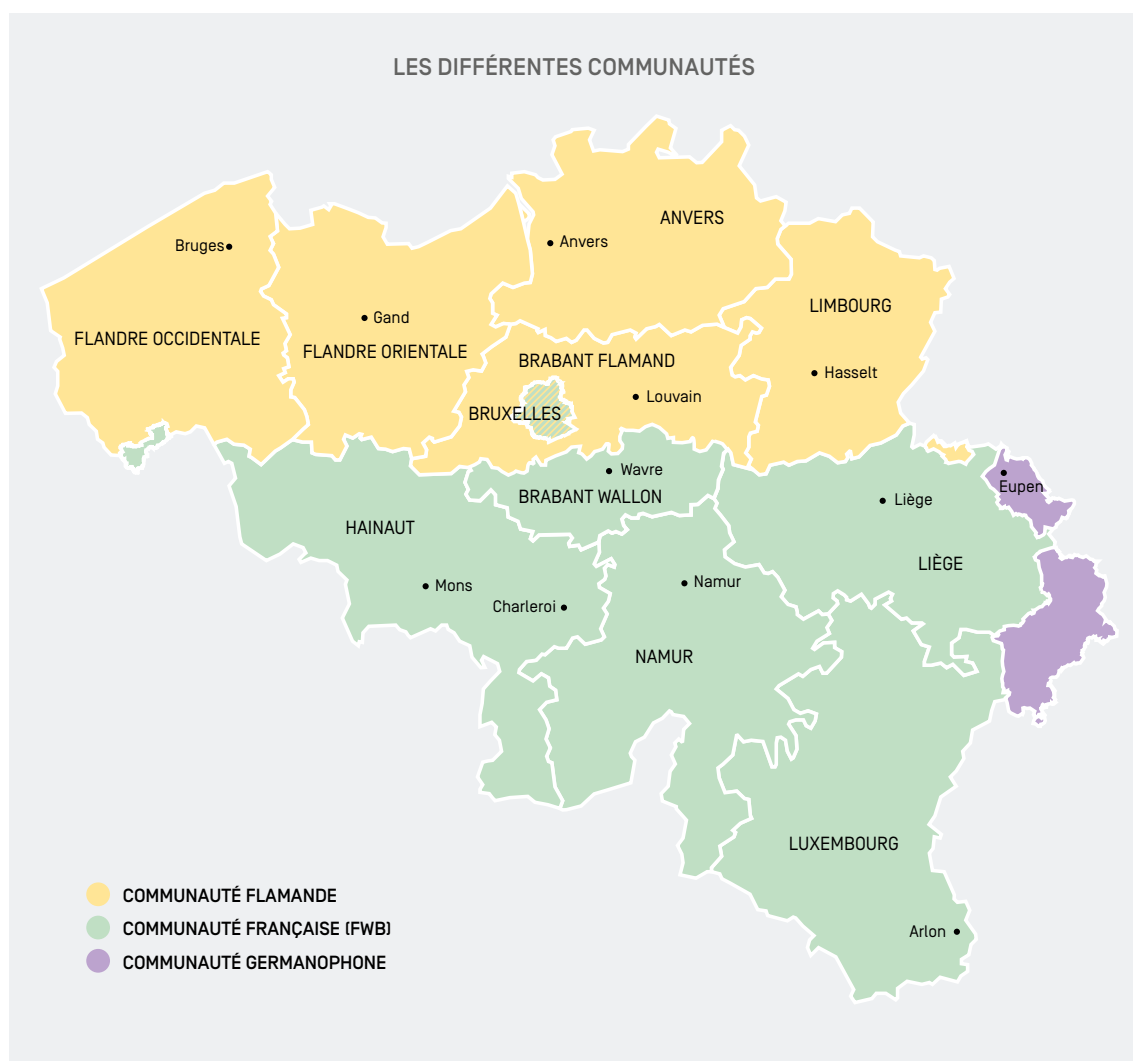 LES DIFFÉRENTES COMMUNAUTÉS
ANVERS
Bruges
Anvers
LIMBOURG
Gand
FLANDRE OCCIDENTALE
FLANDRE ORIENTALE
BRABANT FLAMAND
Hasselt
Louvain
BRUXELLES
Wavre
Eupen
BRABANT WALLON
Liège
HAINAUT
LIÈGE
Mons
Namur
Charleroi
NAMUR
LUXEMBOURG
COMMUNAUTÉ FLAMANDE
COMMUNAUTÉ FRANÇAISE (FWB)
Arlon
COMMUNAUTÉ GERMANOPHONE